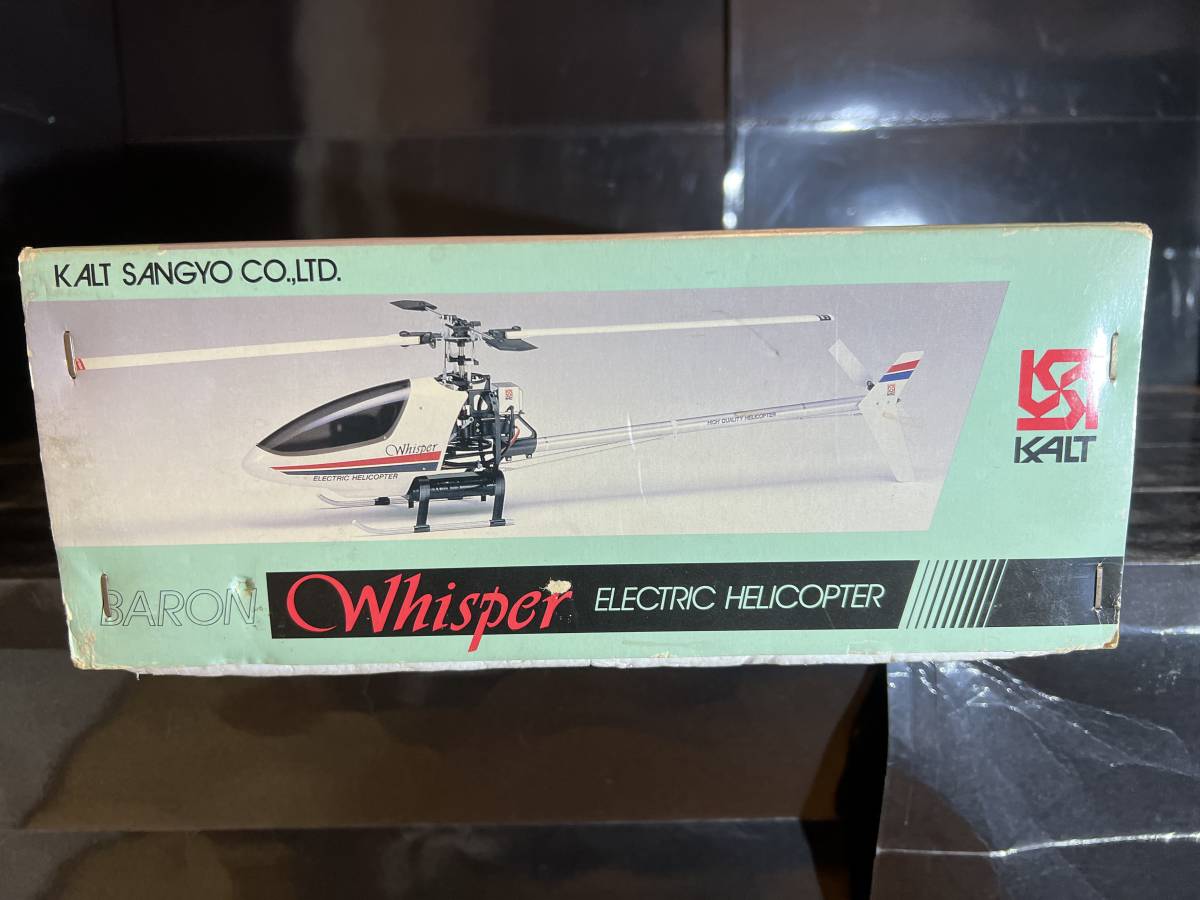 KALT SANGYO CO.,LTD.
Whisper
ELECTRIC HELICOPTER
HIGH QUALITY HELICOPTER
KALT
BARON Whisper ELECTRIC HELICOPTER